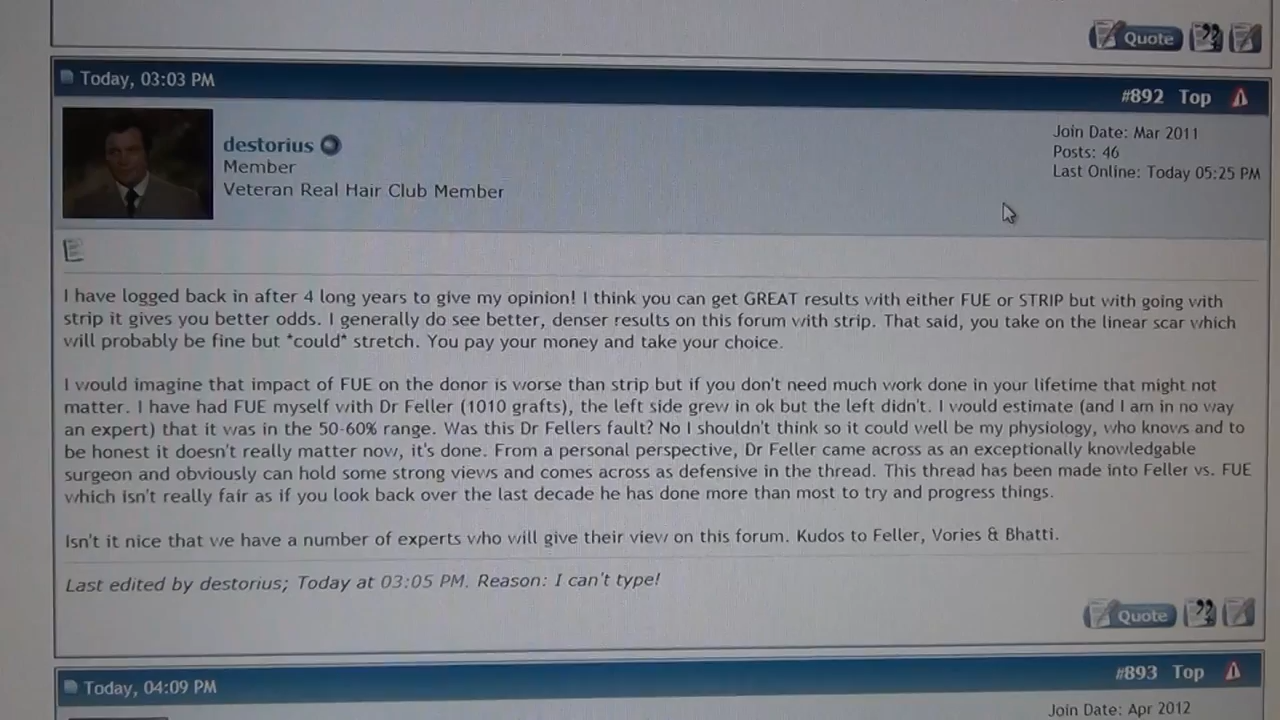 Quote
Today, 03:03 PM
#892 Top
destorius
Member
Veteran Real Hair Club Member
Join Date: Mar 2011
Posts: 46
Last Online: Today 05:25 PM
I have logged back in after 4 long years to give my opinion! I think you can get GREAT results with either FUE or STRIP but with going with
strip it gives you better odds. I generally do see better, denser results on this forum with strip. That said, you take on the linear scar which
will probably be fine but *could* stretch. You pay your money and take your choice.
I would imagine that impact of FUE on the donor is worse than strip but if you don't need much work done in your lifetime that might not
matter. I have had FUE myself with Dr Feller (1010 grafts), the left side grew in ok but the left didn't. I would estimate (and I am in no way
an expert) that it was in the 50-60% range. Was this Dr Fellers fault? No I shouldn't think so it could well be my physiology, who knows and to
be honest it doesn't really matter now, it's done. From a personal perspective, Dr Feller came across as an exceptionally knowledgable
surgeon and obviously can hold some strong views and comes across as defensive in the thread. This thread has been made into Feller vs. FUE
which isn't really fair as if you look back over the last decade he has done more than most to try and progress things.
Isn't it nice that we have a number of experts who will give their view on this forum. Kudos to Feller, Vories & Bhatti.
Last edited by destorius; Today at 03:05 PM. Reason: I can't type!
Quote
Today, 04:09 PM
#893 Top
Join Date: Apr 2012